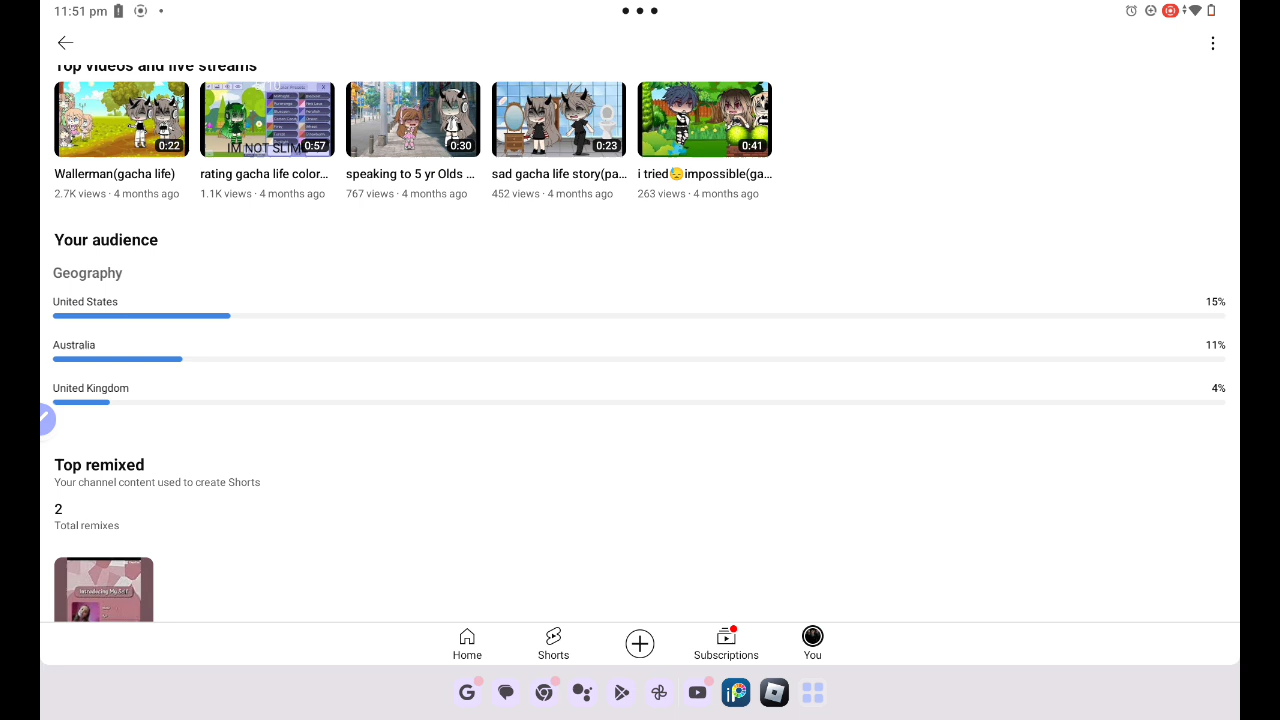 11:51 pm
Top videos and live streams
IM NOT SLIM
0:22
0:57
0:30
0:23
0:41
Wallerman(gacha life)
rating gacha life color...
speaking to 5 yr Olds ...
sad gacha life story(pa...
i tried😓impossible(ga...
2.7K views · 4 months ago
1.1K views · 4 months ago
767 views · 4 months ago
452 views · 4 months ago
263 views · 4 months ago
Your audience
Geography
United States
15%
Australia
11%
United Kingdom
4%
Top remixed
Your channel content used to create Shorts
2
Total remixes
Introducing My Self
Home
Shorts
Subscriptions
You